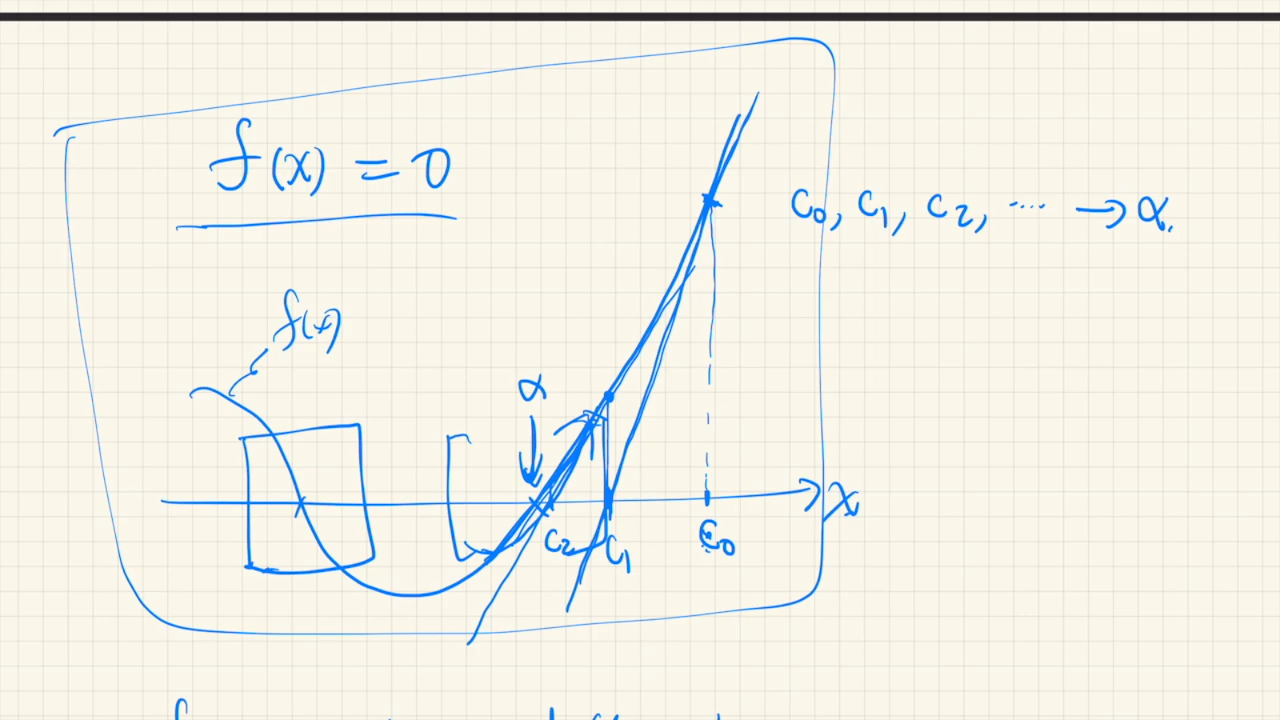 f(x) = 0
c₀, c₁, c₂, ···· → α.
f(x)
α
x
c₂ c₁ c₀